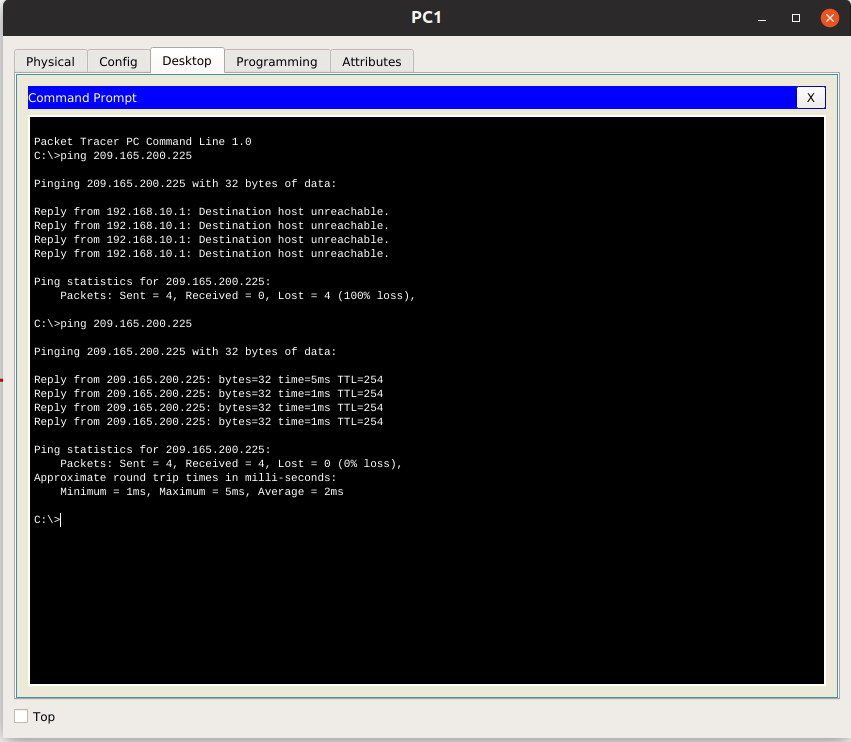 PC1
Physical Config Desktop Programming Attributes
Command Prompt X
Packet Tracer PC Command Line 1.0
C:\>ping 209.165.200.225
Pinging 209.165.200.225 with 32 bytes of data:
Reply from 192.168.10.1: Destination host unreachable.
Reply from 192.168.10.1: Destination host unreachable.
Reply from 192.168.10.1: Destination host unreachable.
Reply from 192.168.10.1: Destination host unreachable.
Ping statistics for 209.165.200.225:
Packets: Sent = 4, Received = 0, Lost = 4 (100% loss),
C:\>ping 209.165.200.225
Pinging 209.165.200.225 with 32 bytes of data:
Reply from 209.165.200.225: bytes=32 time=5ms TTL=254
Reply from 209.165.200.225: bytes=32 time=1ms TTL=254
Reply from 209.165.200.225: bytes=32 time=1ms TTL=254
Reply from 209.165.200.225: bytes=32 time=1ms TTL=254
Ping statistics for 209.165.200.225:
Packets: Sent = 4, Received = 4, Lost = 0 (0% loss),
Approximate round trip times in milli-seconds:
Minimum = 1ms, Maximum = 5ms, Average = 2ms
C:\>
Top